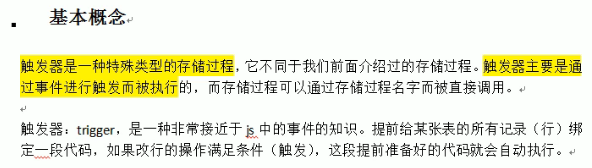 基本概念
触发器是一种特殊类型的存储过程，它不同于我们前面介绍过的存储过程。触发器主要是通
过事件进行触发而被执行的，而存储过程可以通过存储过程名字而被直接调用。
触发器：trigger，是一种非常接近于 js 中的事件的知识。提前给某张表的所有记录（行）绑
定一段代码，如果改行的操作满足条件（触发），这段提前准备好的代码就会自动执行。